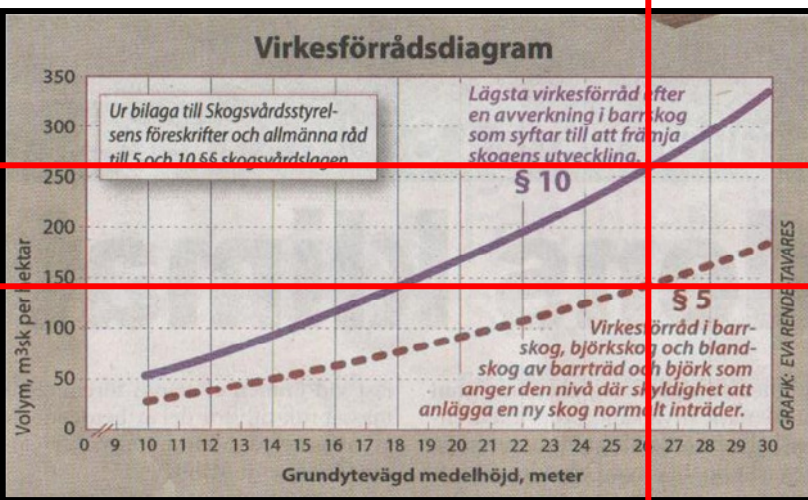 Virkesförrådsdiagram
350
300
250
200
150
100
50
0
Volym, m3sk per hektar
Ur bilaga till Skogsvårdsstyrel-
sens föreskrifter och allmänna råd
till 5 och 10 §§ skogsvårdslagen
Lägsta virkesförråd efter
en avverkning i barrskog
som syftar till att främja
skogens utveckling.
§ 10
§ 5
Virkesförråd i barr-
skog, björkskog och bland-
skog av barrträd och björk som
anger den nivå där skyldighet att
anlägga en ny skog normalt inträder.
0 9 10 11 12 13 14 15 16 17 18 19 20 21 22 23 24 25 26 27 28 29 30
Grundytevägd medelhöjd, meter
GRAFIK: EVA RENDE TAVARES